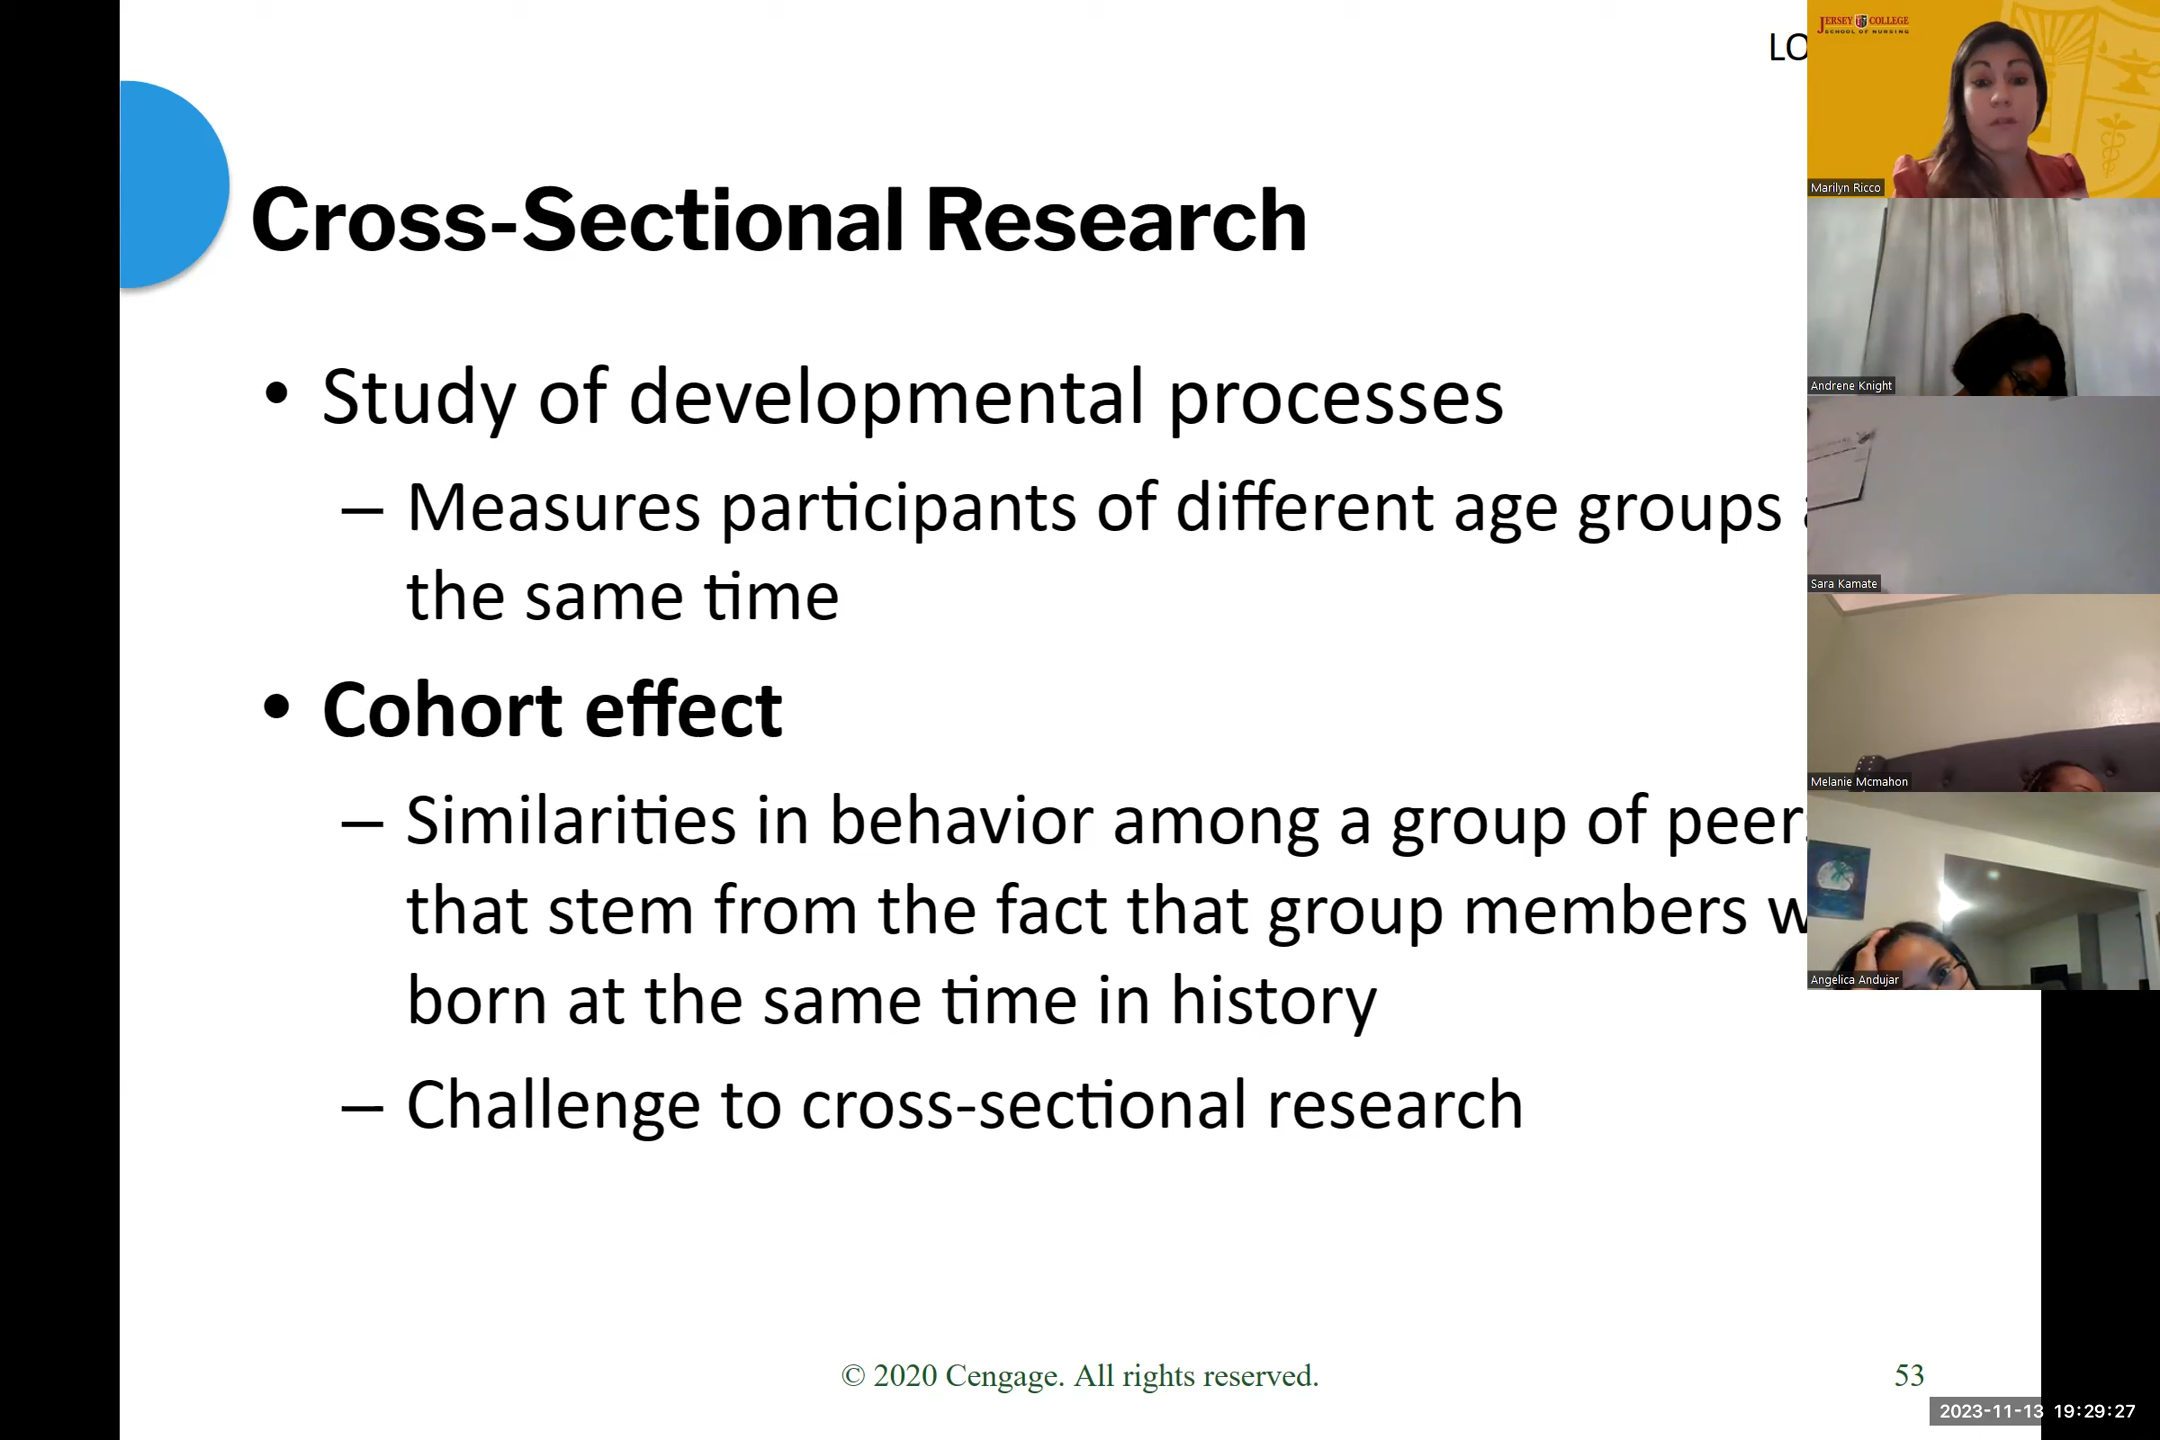 LO
JERSEY COLLEGE
SCHOOL OF NURSING
Marilyn Ricco
Cross-Sectional Research
• Study of developmental processes
– Measures participants of different age groups
the same time
• Cohort effect
– Similarities in behavior among a group of peer
that stem from the fact that group members w
born at the same time in history
– Challenge to cross-sectional research
Andrene Knight
Sara Kamate
Melanie Mcmahon
Angelica Andujar
© 2020 Cengage. All rights reserved.
53
2023-11-13 19:29:27